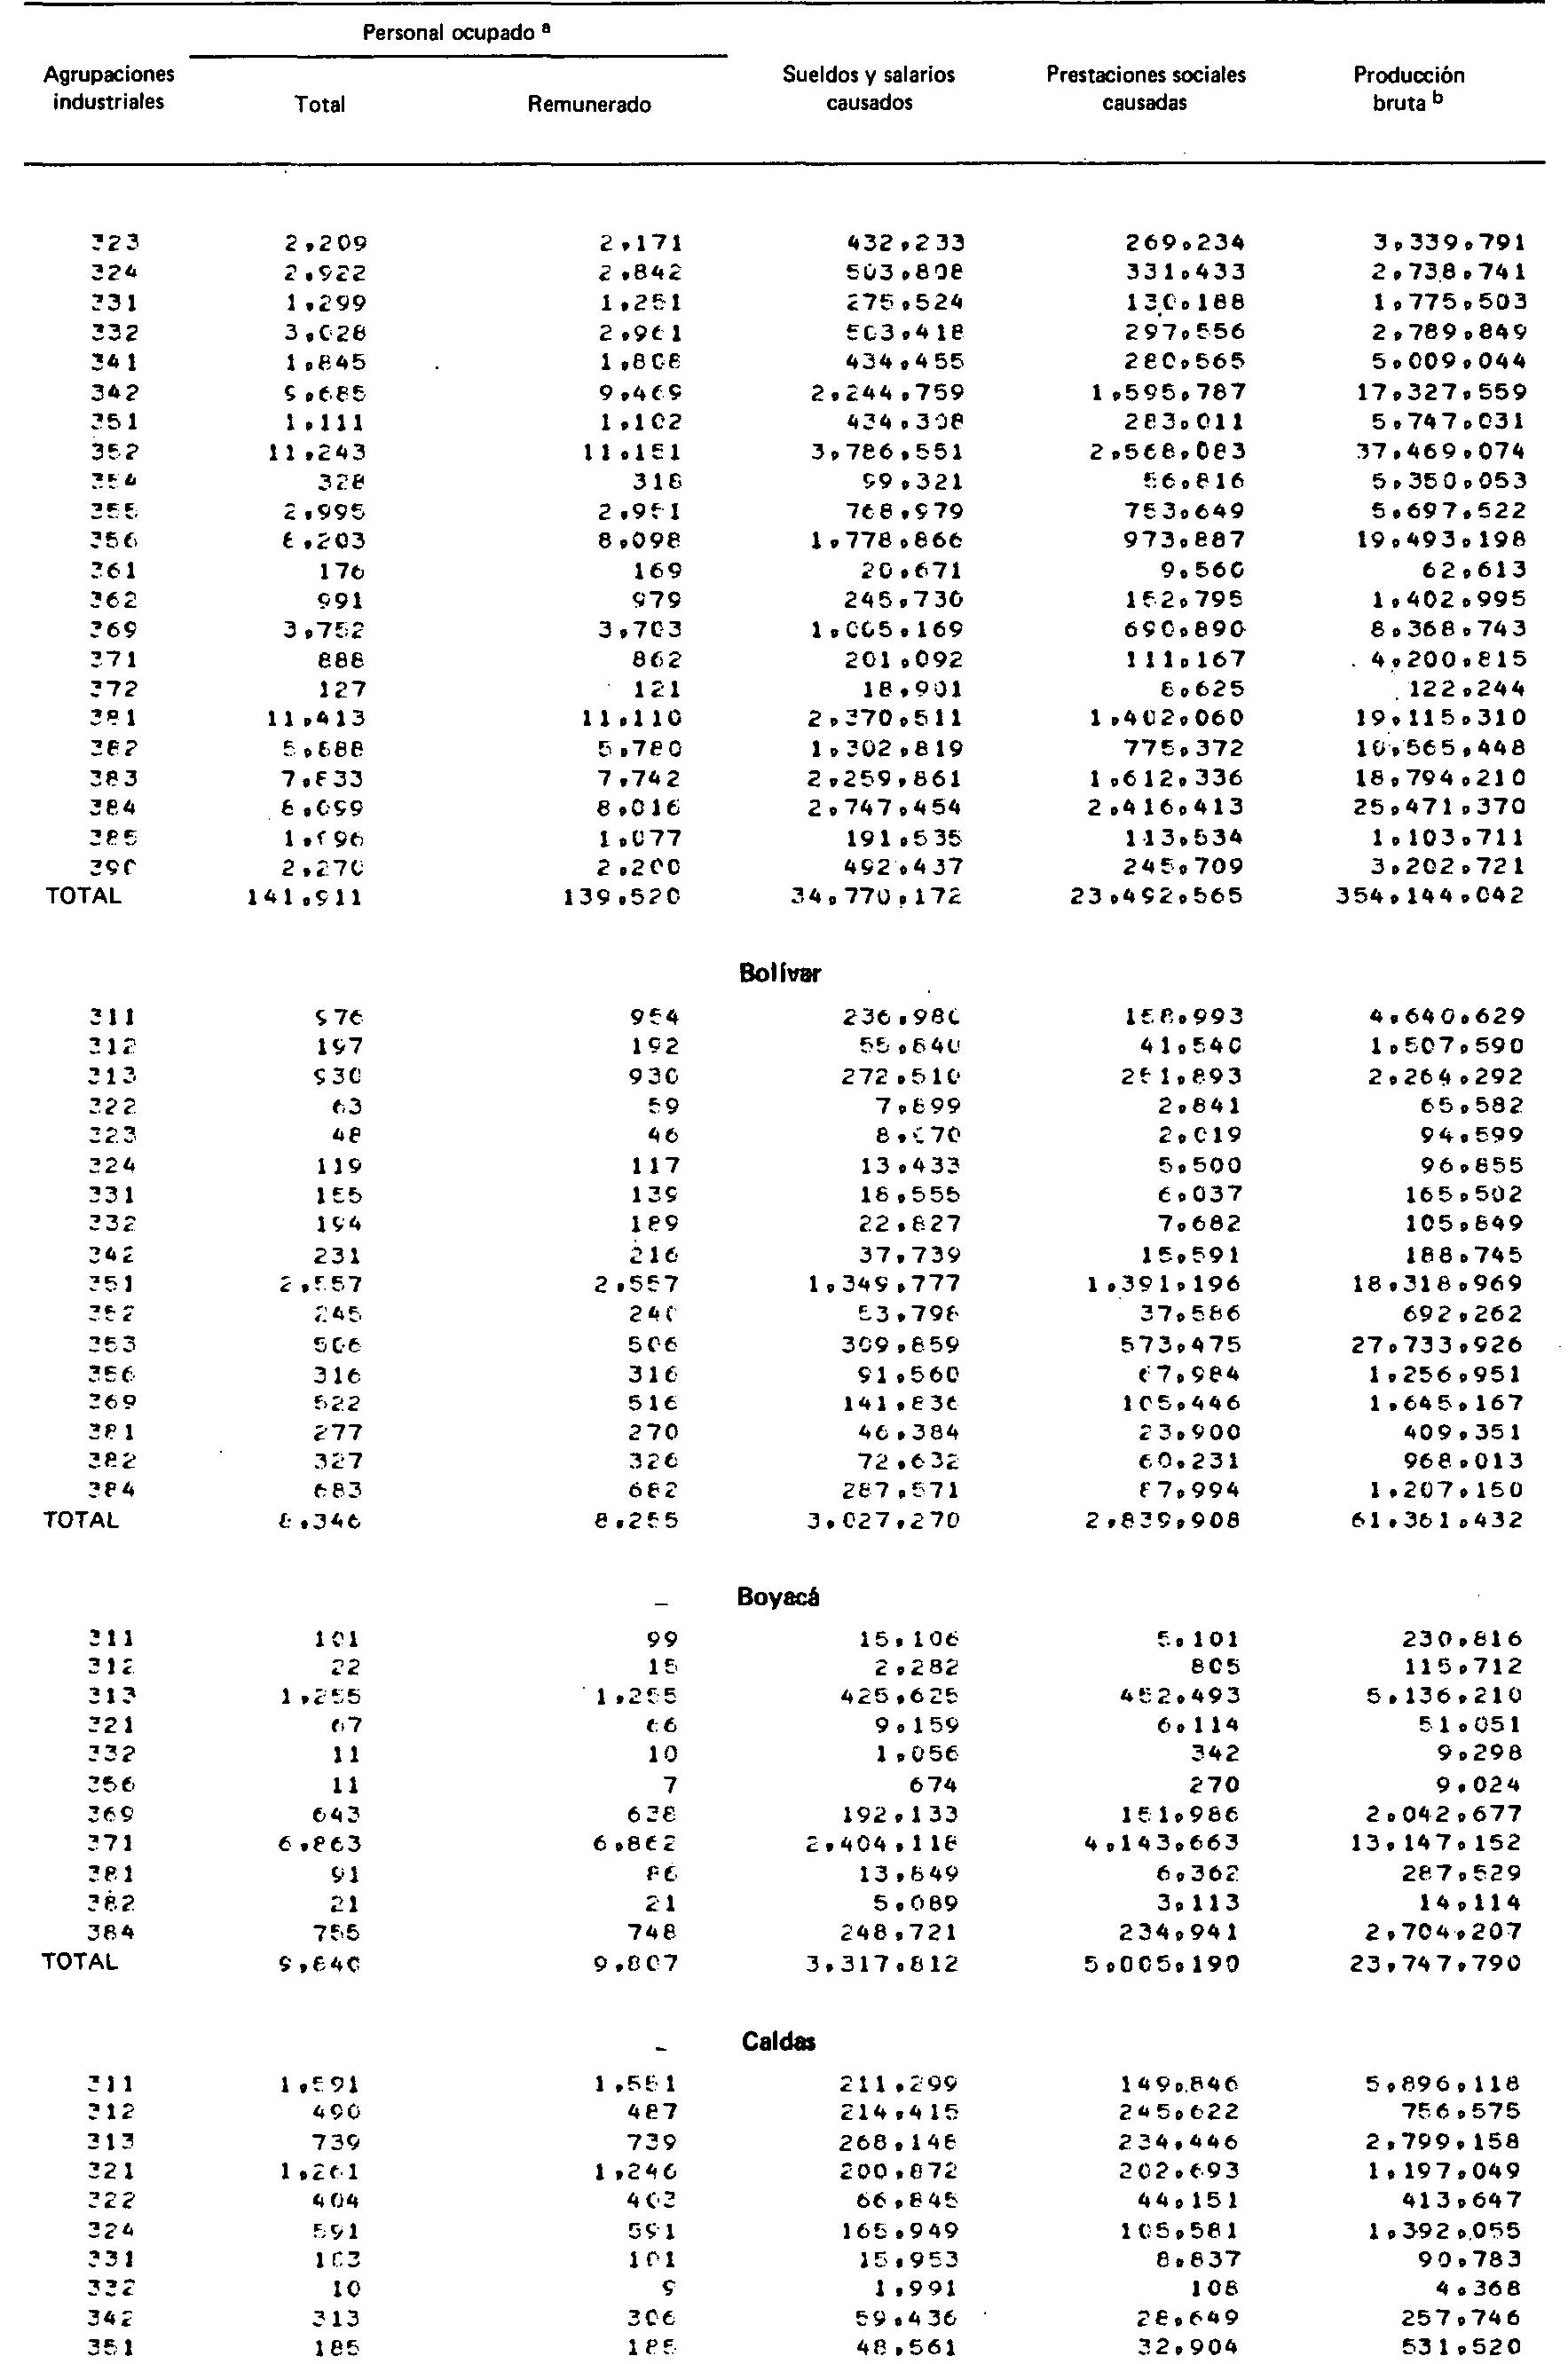 Personal ocupado a
Agrupaciones industriales Total Remunerado Sueldos y salarios causados Prestaciones sociales causadas Producción bruta b
323 2,209 2,171 432,233 269,234 3,339,791
324 2,922 2,842 503,808 331,433 2,738,741
331 1,299 1,251 275,524 130,188 1,775,503
332 3,028 2,961 503,418 297,556 2,789,849
341 1,845 1,808 434,455 280,565 5,009,044
342 9,685 9,469 2,244,759 1,595,787 17,327,559
351 1,111 1,102 434,308 283,011 5,747,031
352 11,243 11,151 3,786,551 2,568,083 37,469,074
354 328 318 99,321 56,816 5,350,053
355 2,995 2,951 768,979 753,649 5,697,522
356 8,203 8,098 1,778,866 973,887 19,493,198
361 176 169 20,671 9,560 62,613
362 991 979 245,730 152,795 1,402,995
369 3,752 3,703 1,005,169 690,890 8,368,743
371 888 862 201,092 111,167 4,200,815
372 127 121 18,901 8,625 122,244
381 11,413 11,110 2,370,511 1,402,060 19,115,310
382 5,888 5,780 1,302,819 775,372 10,565,448
383 7,833 7,742 2,259,861 1,612,336 18,794,210
384 8,099 8,016 2,747,454 2,416,413 25,471,370
385 1,096 1,077 191,535 113,534 1,103,711
390 2,270 2,200 492,437 245,709 3,202,721
TOTAL 141,911 139,520 34,770,172 23,492,565 354,144,042
Bolívar
311 976 954 236,980 158,993 4,640,629
312 197 192 55,840 41,540 1,507,590
313 930 930 272,510 251,893 2,264,292
322 63 59 7,899 2,841 65,582
323 48 46 8,070 2,019 94,599
324 119 117 13,433 5,500 96,855
331 155 139 18,555 6,037 165,502
332 194 189 22,827 7,682 105,849
342 231 216 37,739 15,591 188,745
351 2,557 2,557 1,349,777 1,391,196 18,318,969
352 245 240 53,798 37,586 692,262
353 506 506 309,859 573,475 27,733,926
356 316 316 91,560 67,984 1,256,951
369 522 516 141,836 105,446 1,645,167
381 277 270 46,384 23,900 409,351
382 327 326 72,632 60,231 968,013
384 683 682 287,571 87,994 1,207,150
TOTAL 8,346 8,255 3,027,270 2,839,908 61,361,432
Boyacá
311 101 99 15,106 5,101 230,816
312 22 15 2,282 805 115,712
313 1,255 1,255 425,625 452,493 5,136,210
321 67 66 9,159 6,114 51,051
332 11 10 1,056 342 9,298
356 11 7 674 270 9,024
369 643 638 192,133 151,986 2,042,677
371 6,863 6,862 2,404,118 4,143,663 13,147,152
381 91 86 13,849 6,362 287,529
382 21 21 5,089 3,113 14,114
384 755 748 248,721 234,941 2,704,207
TOTAL 9,840 9,807 3,317,812 5,005,190 23,747,790
Caldas
311 1,591 1,551 211,299 149,846 5,896,118
312 490 487 214,415 245,622 756,575
313 739 739 268,146 234,446 2,799,158
321 1,261 1,246 200,872 202,693 1,197,049
322 404 403 66,845 44,151 413,647
324 591 591 165,949 105,581 1,392,055
331 103 101 15,953 8,837 90,783
332 10 9 1,991 108 4,368
342 313 306 59,436 28,649 257,746
351 185 185 48,561 32,904 531,520